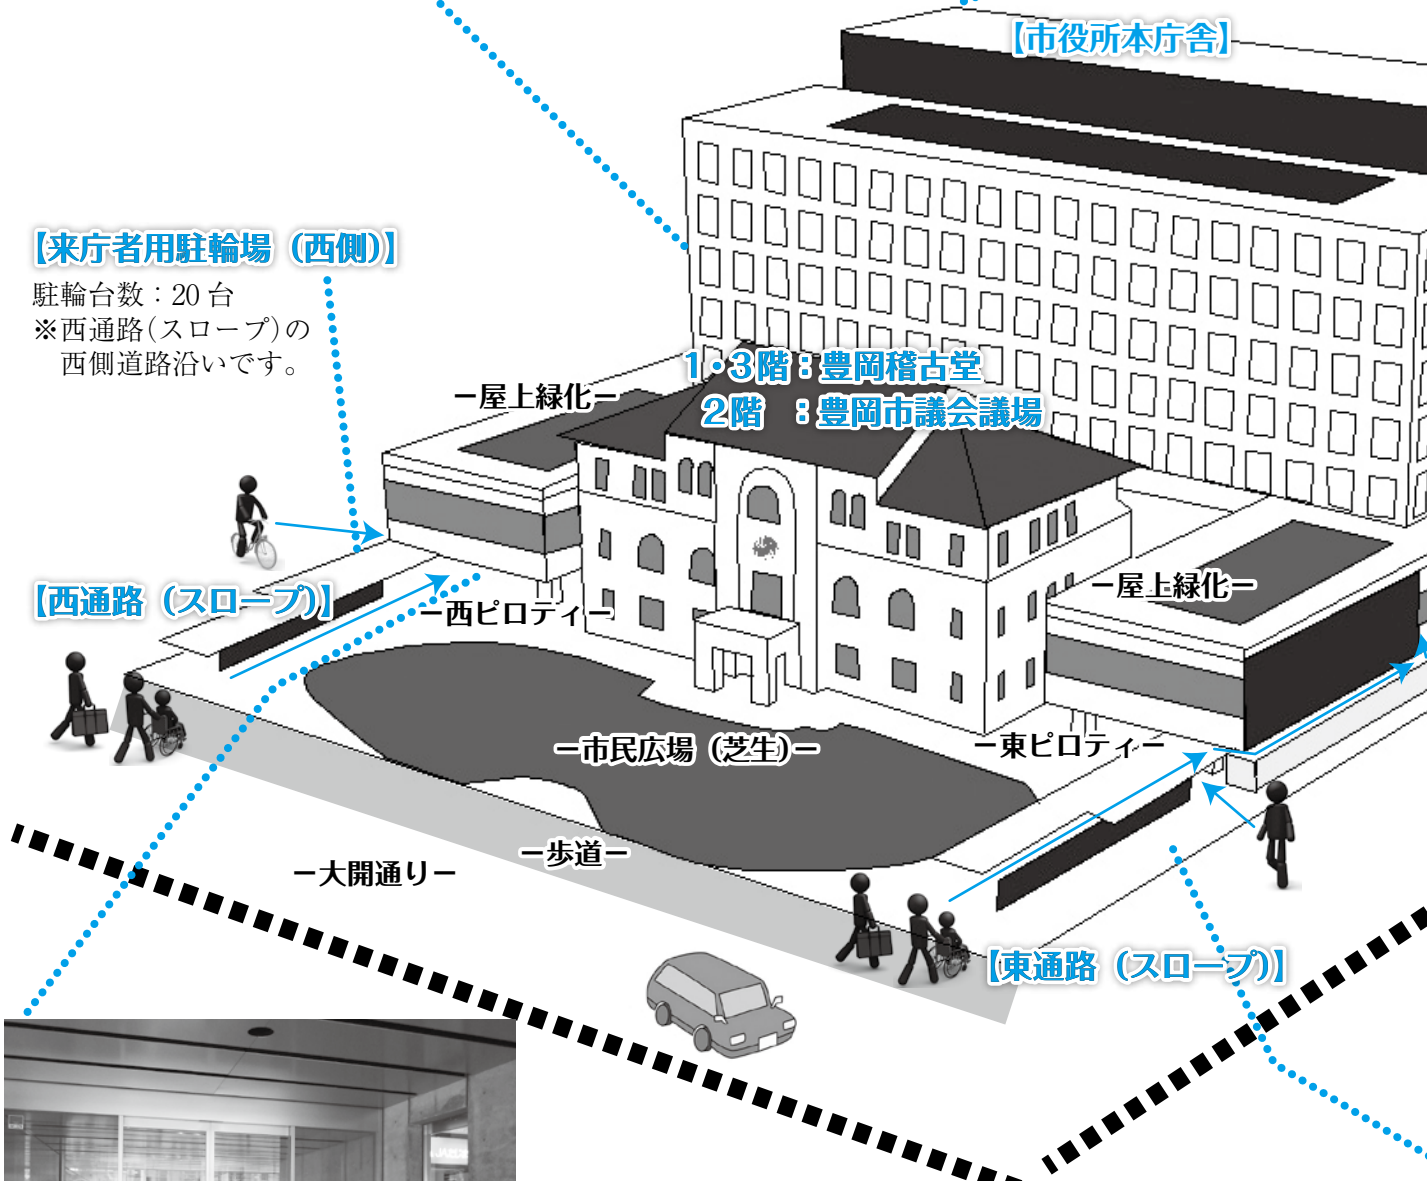 【市役所本庁舎】
【来庁者用駐輪場（西側）】
駐輪台数：20 台
※西通路（スロープ）の
西側道路沿いです。
1・3階：豊岡稽古堂
2階　：豊岡市議会議場
ー屋上緑化ー
ー屋上緑化ー
【西通路（スロープ）】
ー西ピロティー
ー市民広場（芝生）ー
ー東ピロティー
ー歩道ー
ー大開通りー
【東通路（スロープ）】